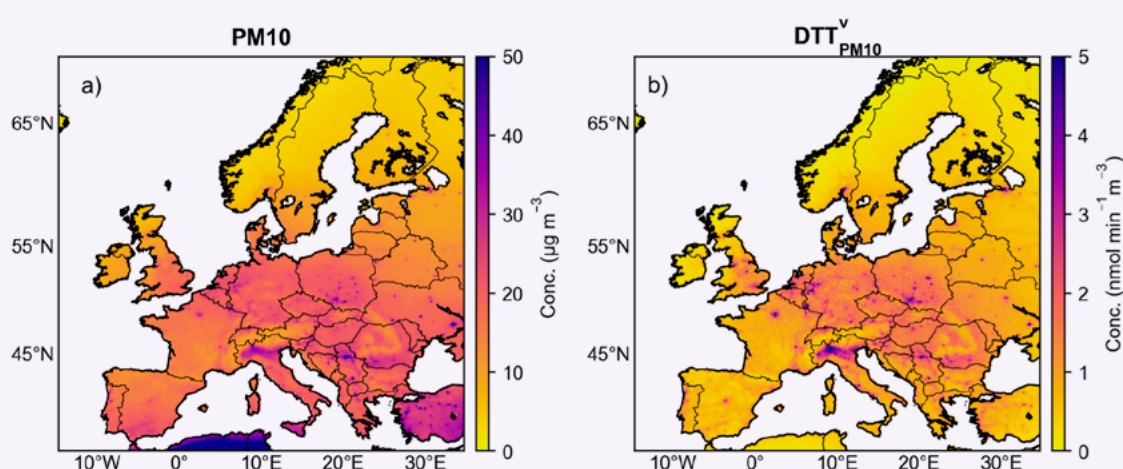 PM10
DTTᵛPM10
a)
b)
65°N
55°N
45°N
10°W 0° 10°E 20°E 30°E
50
40
30
20
10
0
Conc. (µg m⁻³)
65°N
55°N
45°N
10°W 0° 10°E 20°E 30°E
5
4
3
2
1
0
Conc. (nmol min⁻¹ m⁻³)